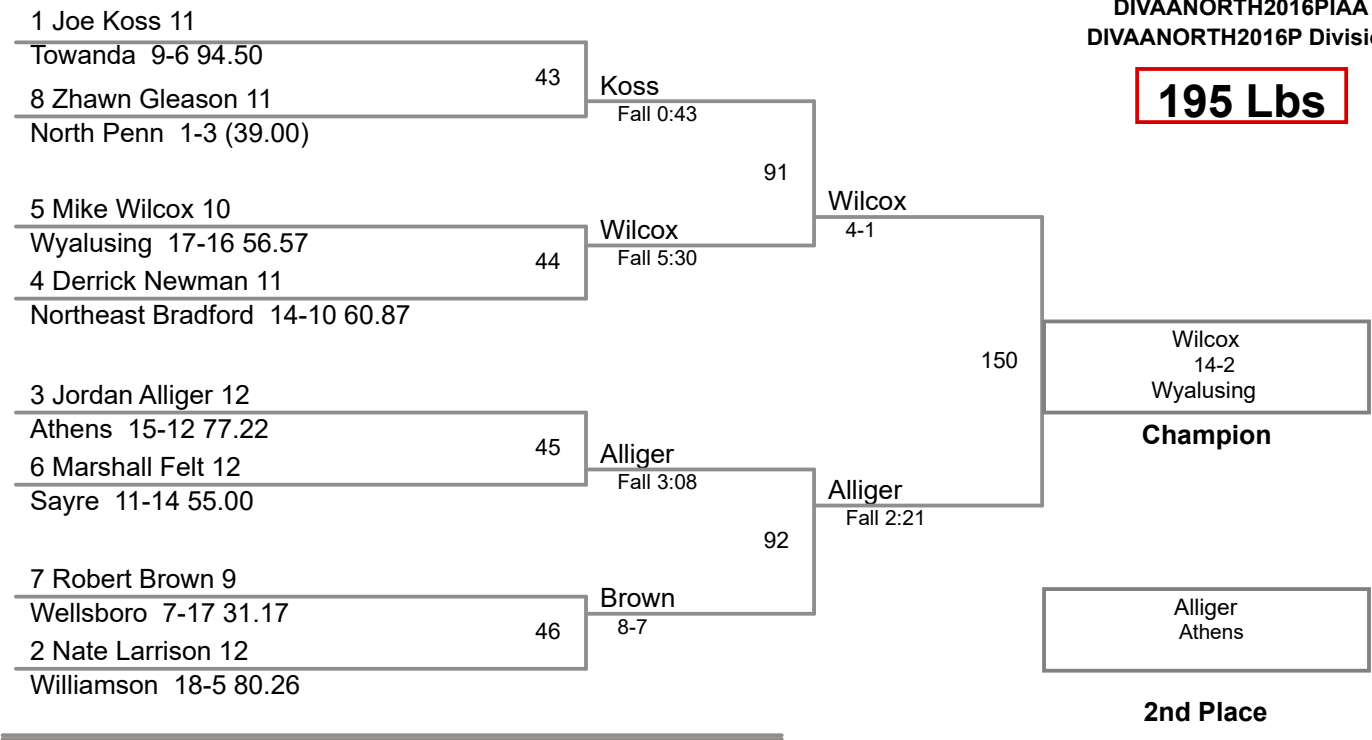 DIVAANORTH2016PIAA
DIVAANORTH2016P Divisi
195 Lbs
1 Joe Koss 11
Towanda 9-6 94.50
43
8 Zhawn Gleason 11
North Penn 1-3 (39.00)
Koss
Fall 0:43
91
5 Mike Wilcox 10
Wyalusing 17-16 56.57
44
4 Derrick Newman 11
Northeast Bradford 14-10 60.87
Wilcox
Fall 5:30
Wilcox
4-1
150
3 Jordan Alliger 12
Athens 15-12 77.22
45
6 Marshall Felt 12
Sayre 11-14 55.00
Alliger
Fall 3:08
92
7 Robert Brown 9
Wellsboro 7-17 31.17
46
2 Nate Larrison 12
Williamson 18-5 80.26
Brown
8-7
Alliger
Fall 2:21
Wilcox
14-2
Wyalusing
Champion
Alliger
Athens
2nd Place